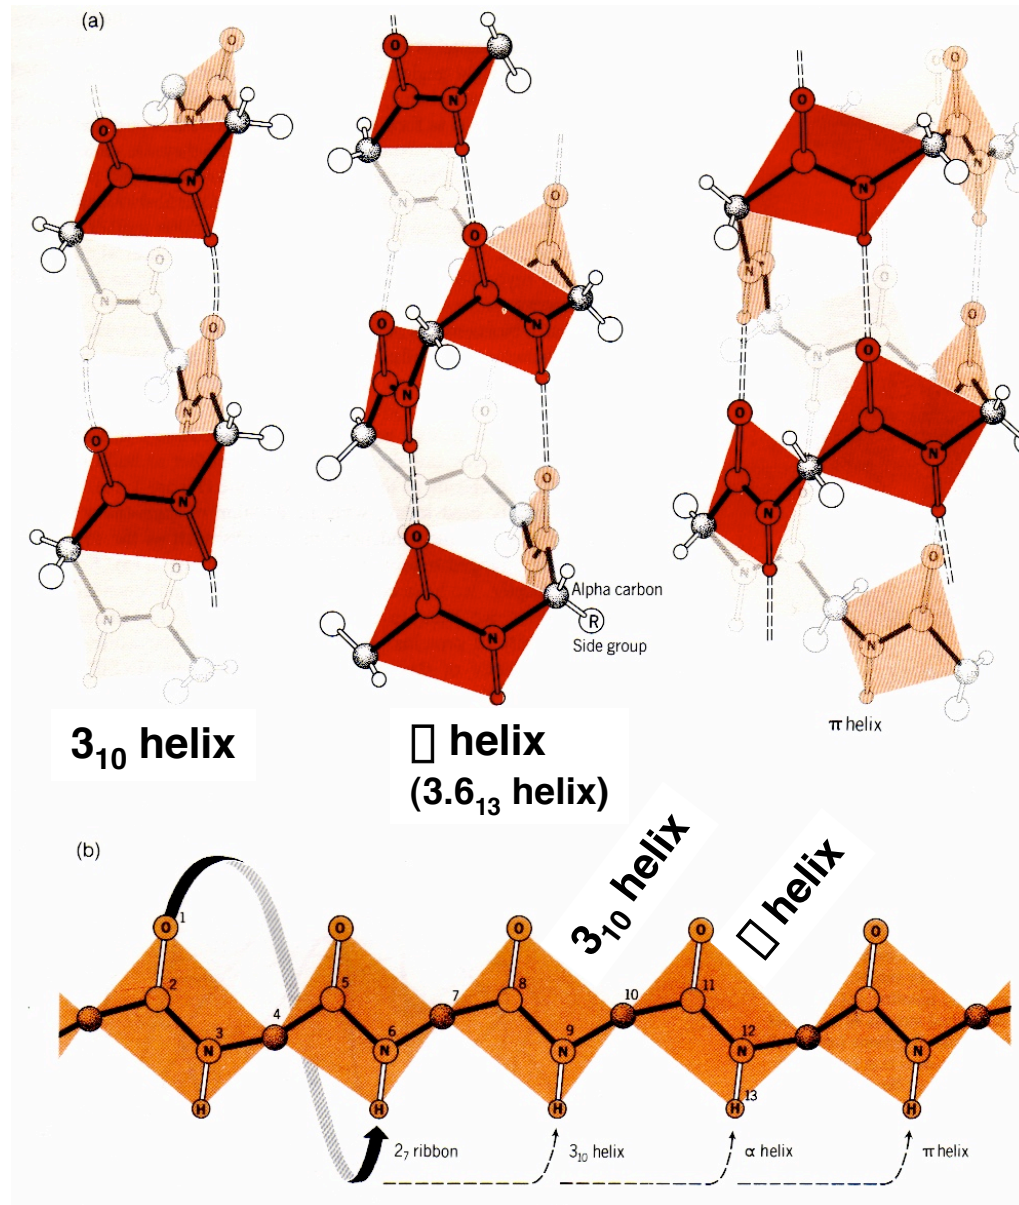 (a)
O
O
O
N
O
N
N
O
O
N
O
O
N
N
O
N
N
O
O
O
N
O
O
N
O
N
N
O
O
O
N
O
N
N
O
N
O
N
N
O
N
N
O
N
Alpha carbon
R
Side group
3₁₀ helix
▯ helix
(3.6₁₃ helix)
π helix
(b)
3₁₀ helix
▯ helix
O 1
O
O
O
O
2
5
8
11
3
4
6
7
9
10
12
N
N
N
N
N
13
H
H
H
H
H
2₇ ribbon
3₁₀ helix
α helix
π helix